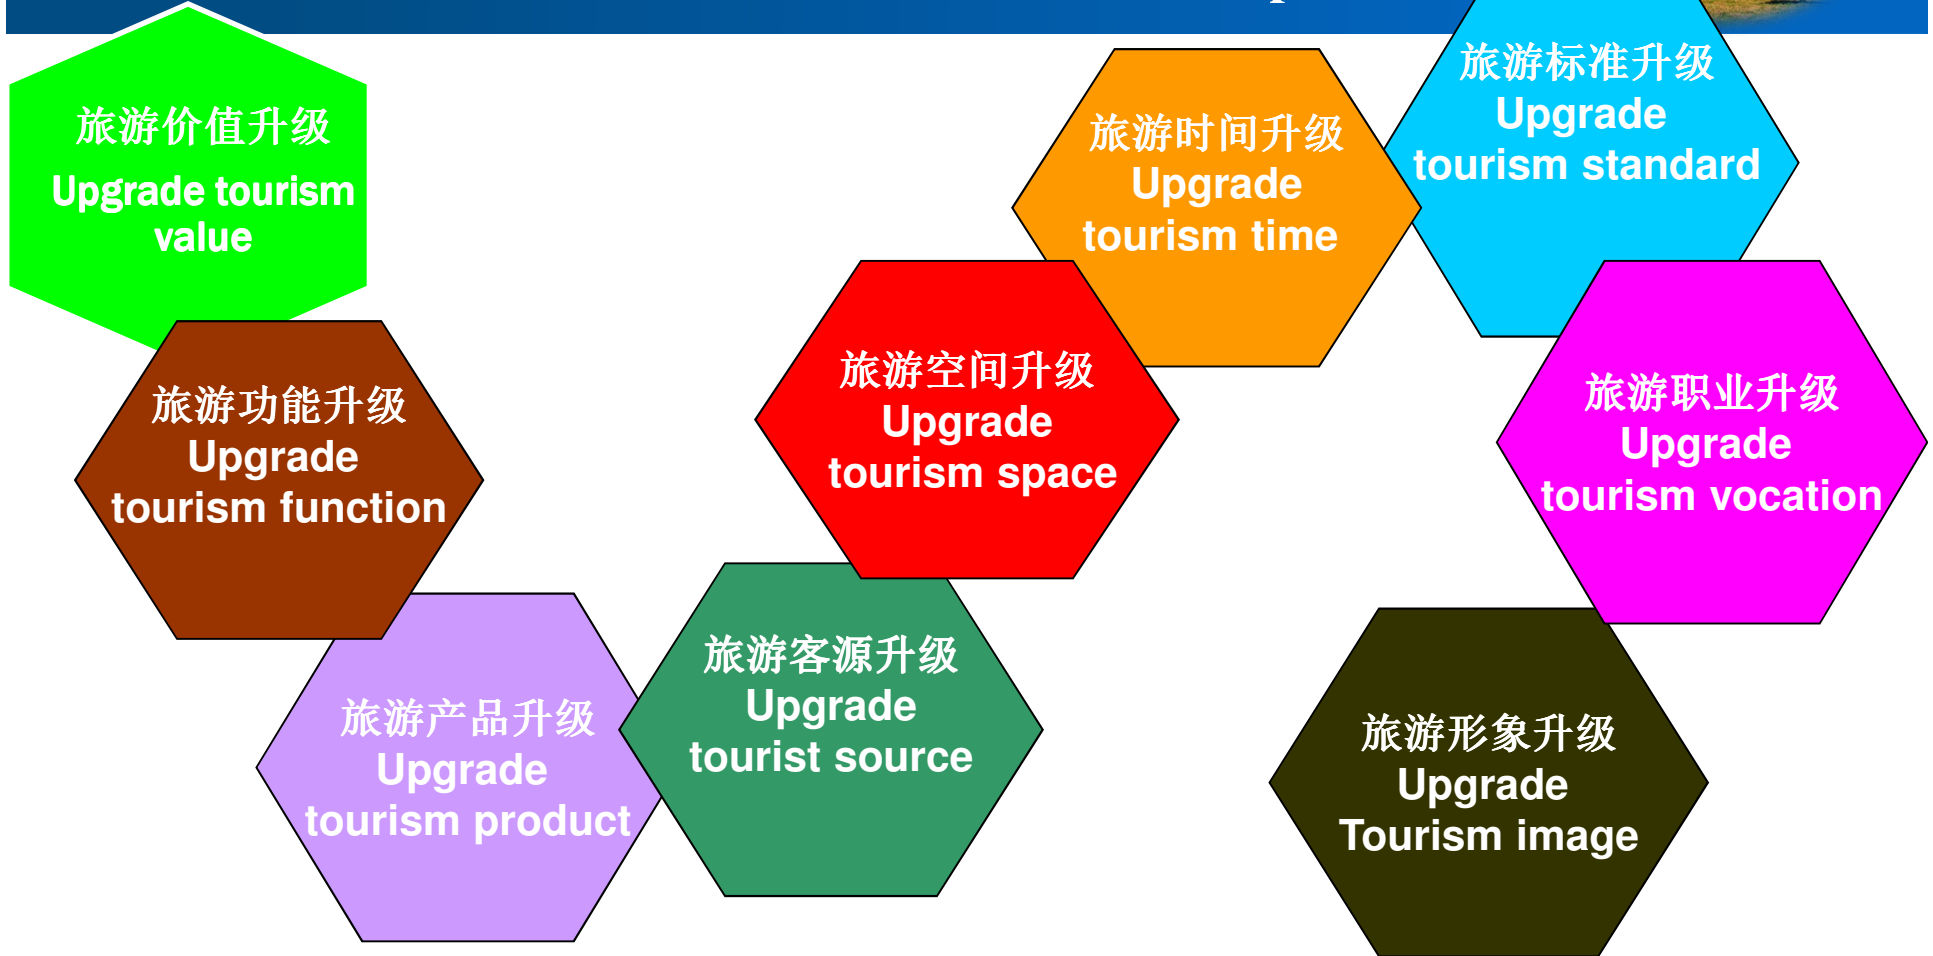 旅游价值升级
Upgrade tourism
value
旅游功能升级
Upgrade
tourism function
旅游产品升级
Upgrade
tourism product
旅游客源升级
Upgrade
tourist source
旅游空间升级
Upgrade
tourism space
旅游时间升级
Upgrade
tourism time
旅游标准升级
Upgrade
tourism standard
旅游职业升级
Upgrade
tourism vocation
旅游形象升级
Upgrade
Tourism image